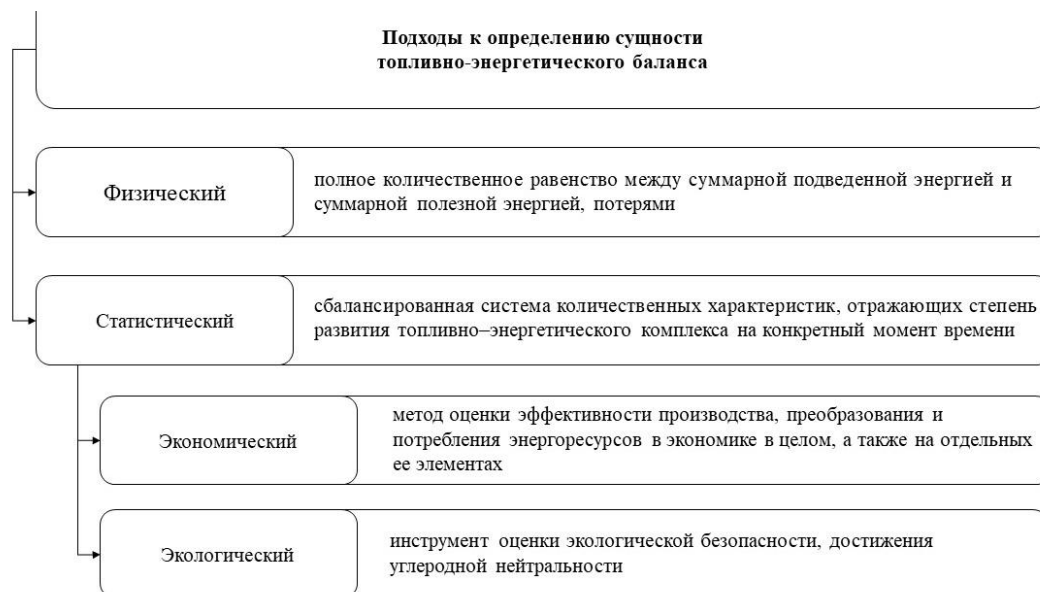 Подходы к определению сущности
топливно-энергетического баланса
Физический
полное количественное равенство между суммарной подведенной энергией и
суммарной полезной энергией, потерями
Статистический
сбалансированная система количественных характеристик, отражающих степень
развития топливно–энергетического комплекса на конкретный момент времени
Экономический
метод оценки эффективности производства, преобразования и
потребления энергоресурсов в экономике в целом, а также на отдельных
ее элементах
Экологический
инструмент оценки экологической безопасности, достижения
углеродной нейтральности